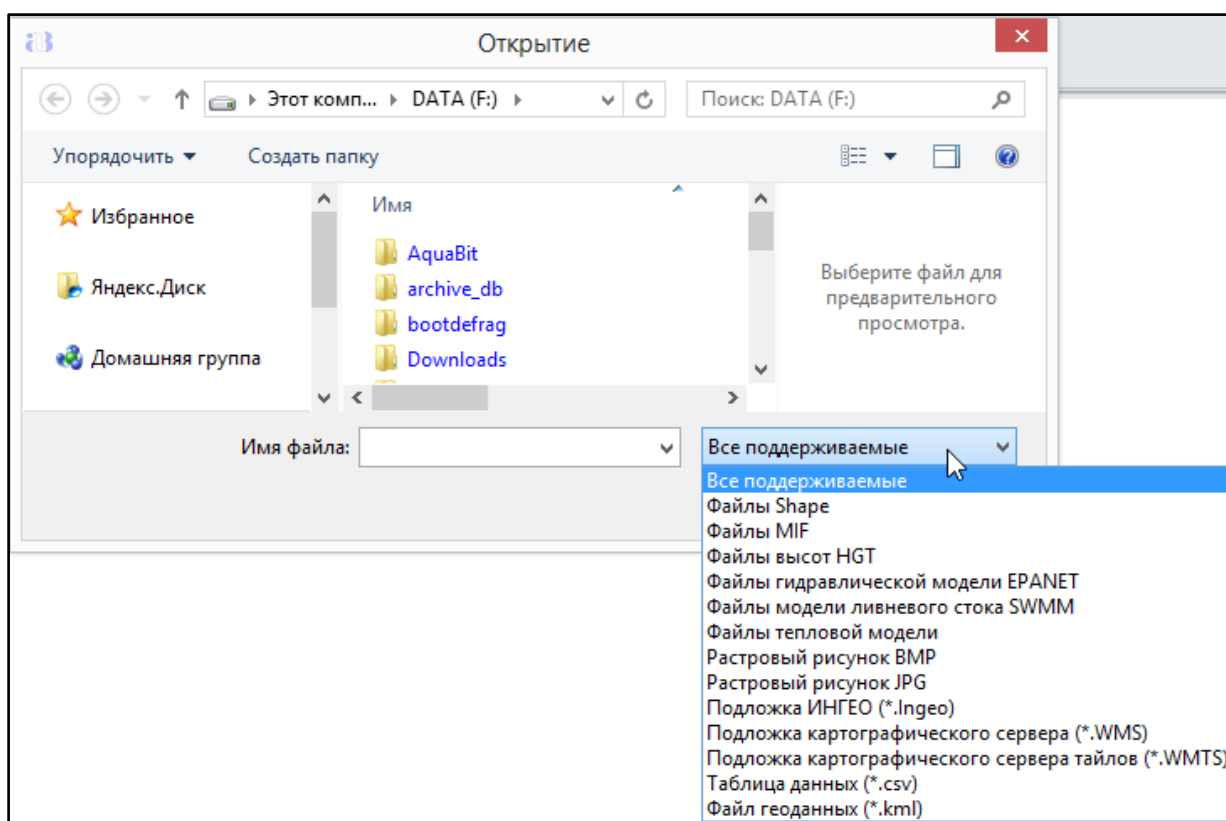 Открытие
Этот комп... DATA (F:)
Поиск: DATA (F:)
Упорядочить
Создать папку
Избранное
Яндекс.Диск
Домашняя группа
Имя
AquaBit
archive_db
bootdefrag
Downloads
Выберите файл для
предварительного
просмотра.
Имя файла:
Все поддерживаемые
Все поддерживаемые
Файлы Shape
Файлы MIF
Файлы высот HGT
Файлы гидравлической модели EPANET
Файлы модели ливневого стока SWMM
Файлы тепловой модели
Растровый рисунок BMP
Растровый рисунок JPG
Подложка ИНГЕО (*.Ingeo)
Подложка картографического сервера (*.WMS)
Подложка картографического сервера тайлов (*.WMTS)
Таблица данных (*.csv)
Файл геоданных (*.kml)